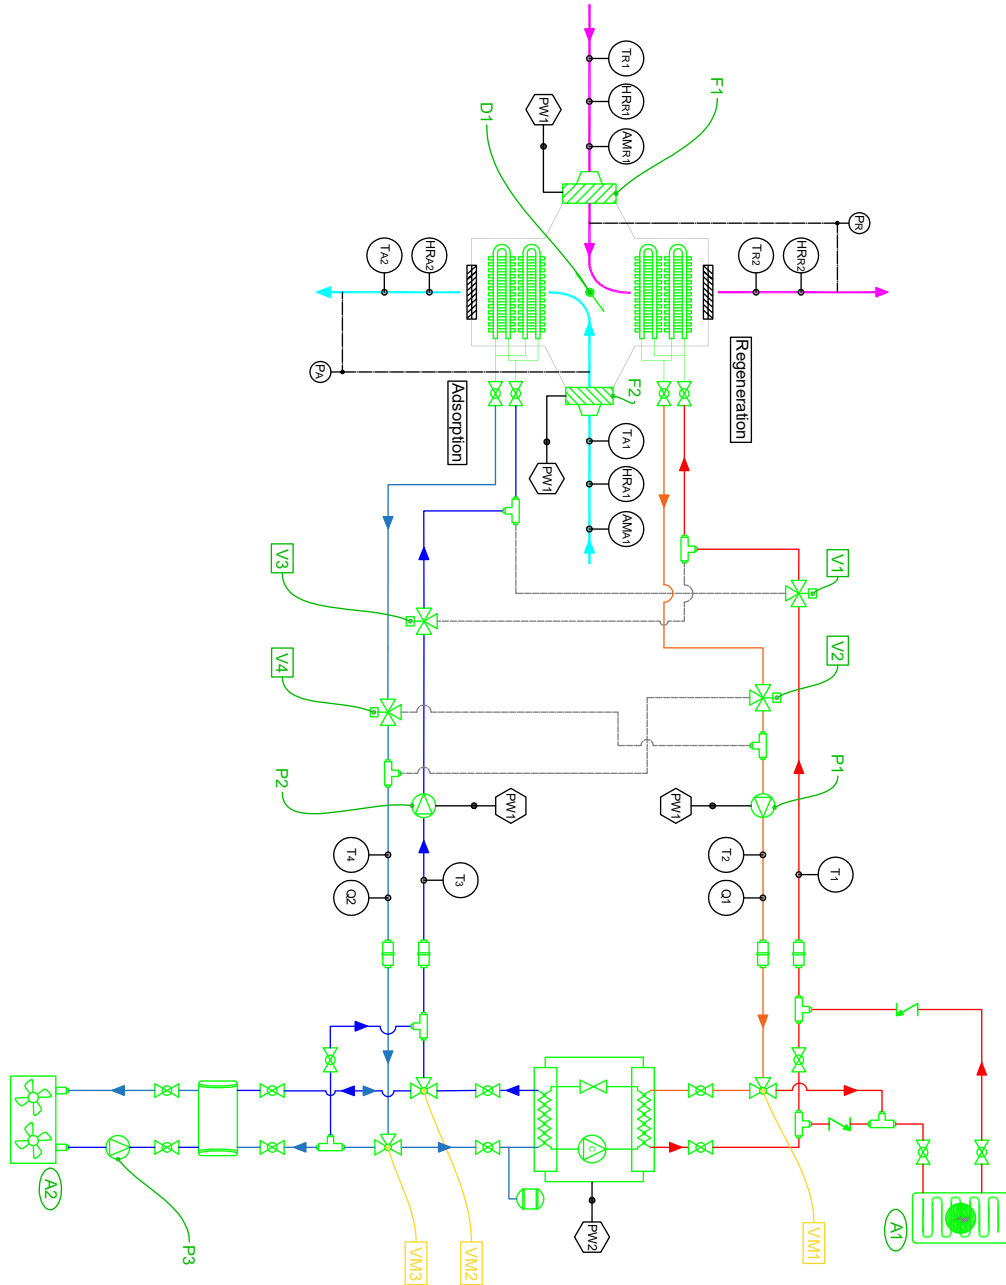 TR1
HRR1
AMR1
PW1
F1
D1
PR
TA2
HRA2
TR2
HRR2
PA
Adsorption
Regeneration
F2
PW1
TA1
HRA1
AMA1
V3
V1
V4
V2
P2
PW1
PW1
P1
T4
Q2
T3
T2
Q1
T1
C
A2
P3
VM3
VM2
PW2
VM1
A1